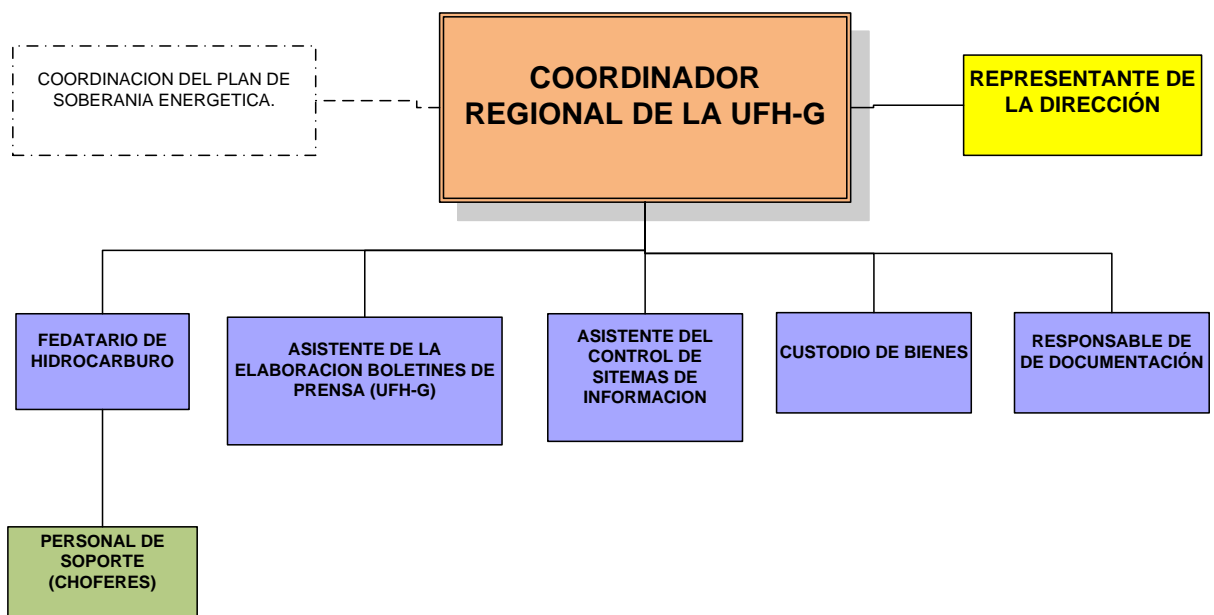 COORDINACION DEL PLAN DE
SOBERANIA ENERGETICA.
COORDINADOR
REGIONAL DE LA UFH-G
REPRESENTANTE DE
LA DIRECCIÓN
FEDATARIO DE
HIDROCARBURO
ASISTENTE DE LA
ELABORACION BOLETINES DE
PRENSA (UFH-G)
ASISTENTE DEL
CONTROL DE
SITEMAS DE
INFORMACION
CUSTODIO DE BIENES
RESPONSABLE DE
DE DOCUMENTACIÓN
PERSONAL DE
SOPORTE
(CHOFERES)